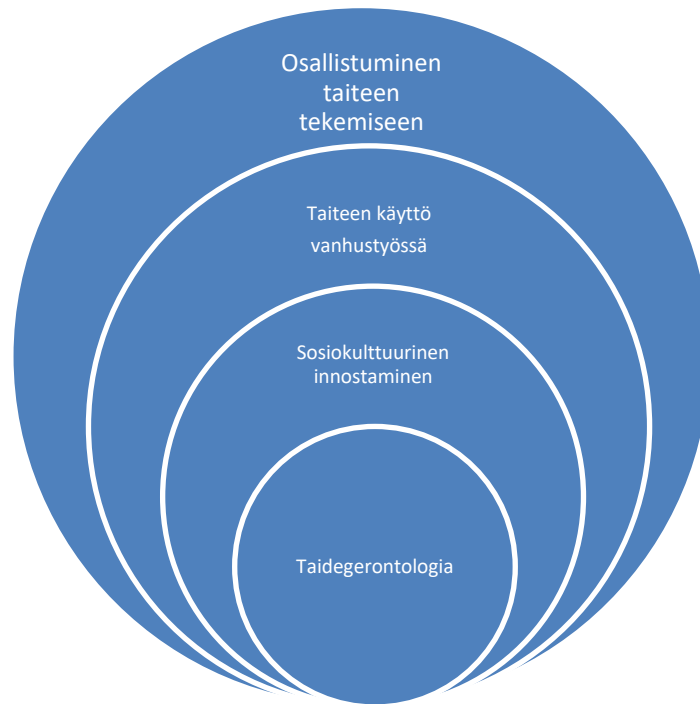 Osallistuminen
taiteen
tekemiseen
Taiteen käyttö
vanhustyössä
Sosiokulttuurinen
innostaminen
Taidegerontologia